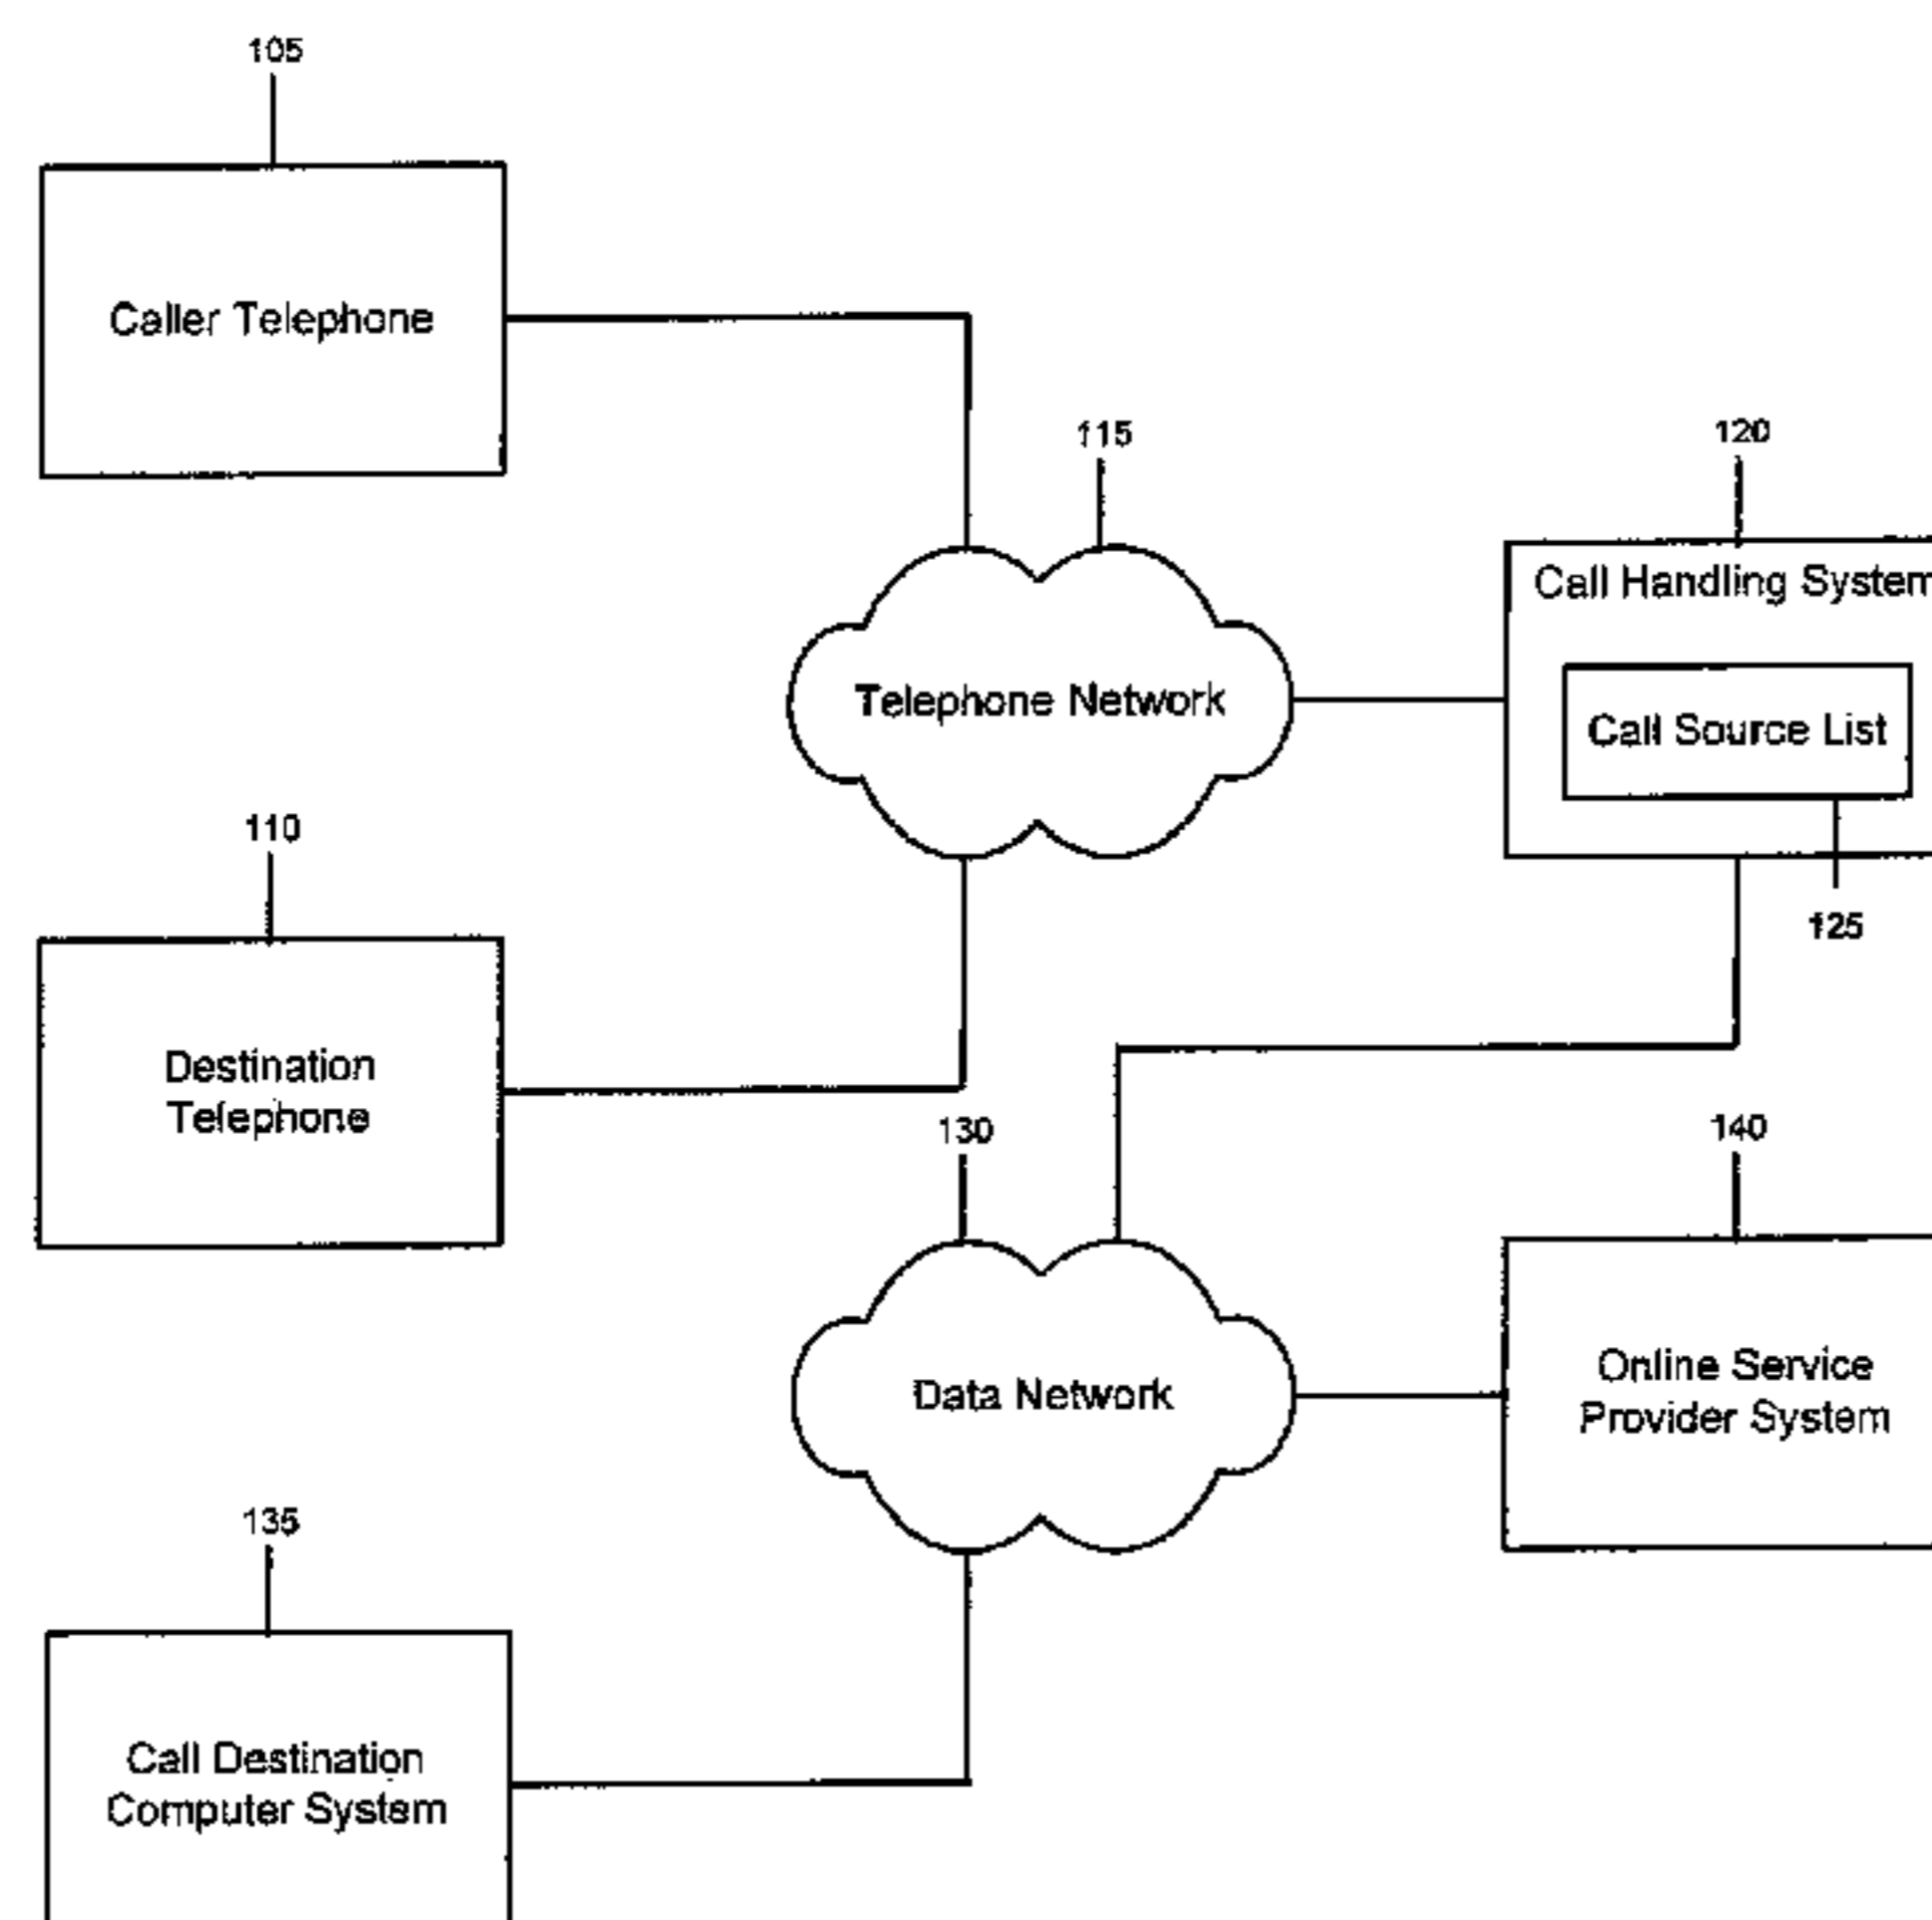 105
Caller Telephone
115
120
Call Handling System
Telephone Network
Call Source List
110
125
Destination
Telephone
130
140
Data Network
Online Service
Provider System
135
Call Destination
Computer System